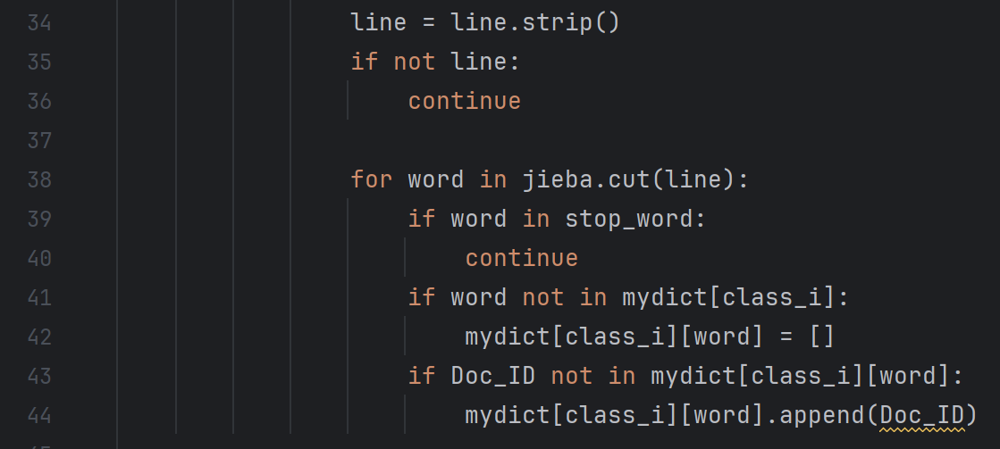 34 line = line.strip()
35 if not line:
36 continue
37
38 for word in jieba.cut(line):
39 if word in stop_word:
40 continue
41 if word not in mydict[class_i]:
42 mydict[class_i][word] = []
43 if Doc_ID not in mydict[class_i][word]:
44 mydict[class_i][word].append(Doc_ID)